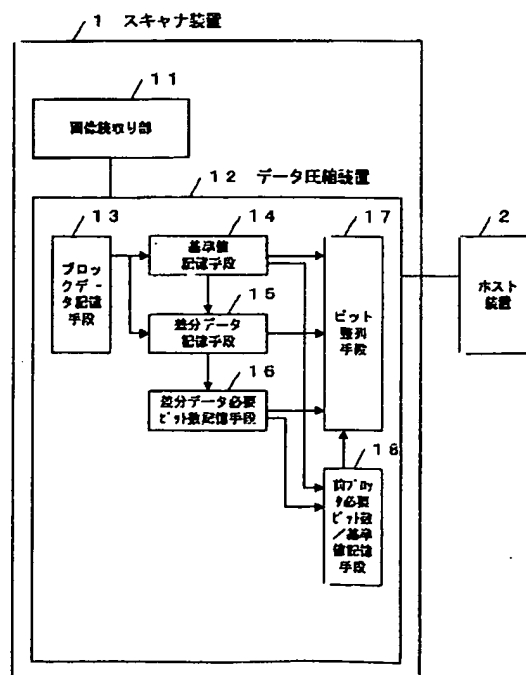 1 スキャナ装置
11
画像読取り部
12 データ圧縮装置
13
ブロッ
クデー
タ記憶
手段
14
基準値
記憶手段
15
差分データ
記憶手段
16
差分データ必要
ビット数記憶手段
17
ビット
整列
手段
18
前ブロッ
ク必要
ビット数
／基準
値記憶
手段
2
ホスト
装置